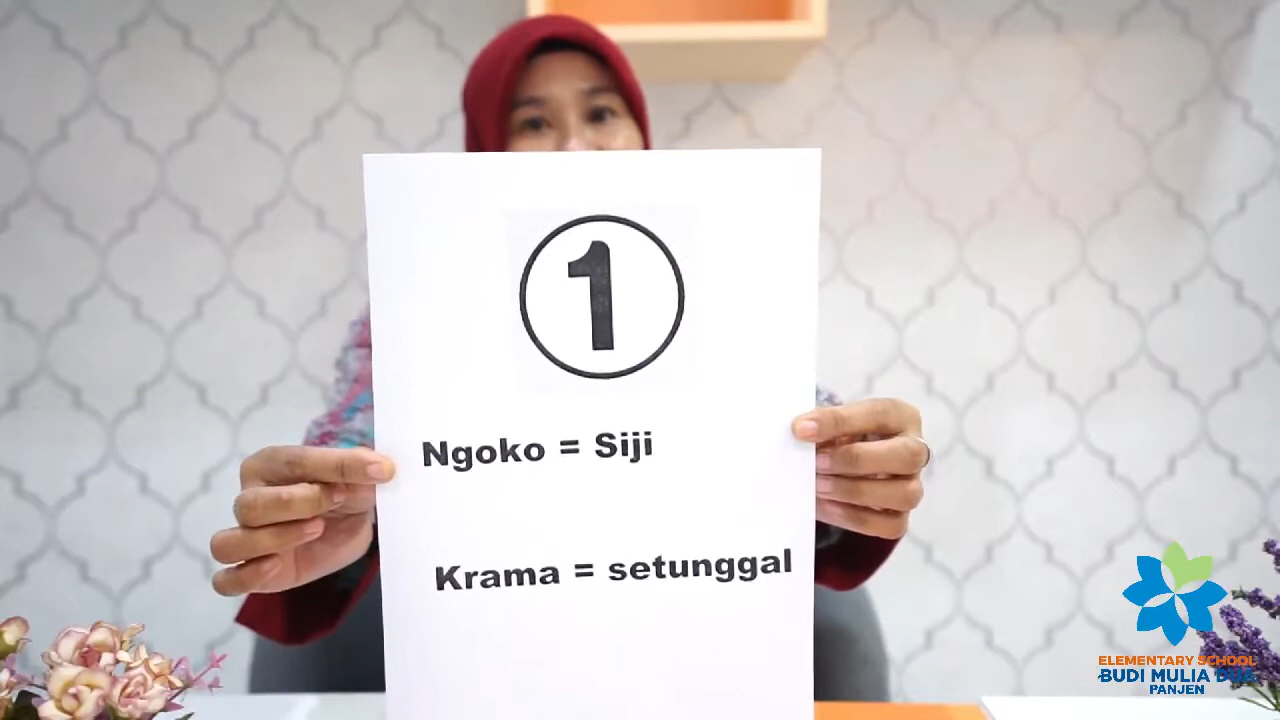 1
Ngoko = Siji
Krama = setunggal
ELEMENTARY SCHOOL
BUDI MULIA DUA
PANJEN